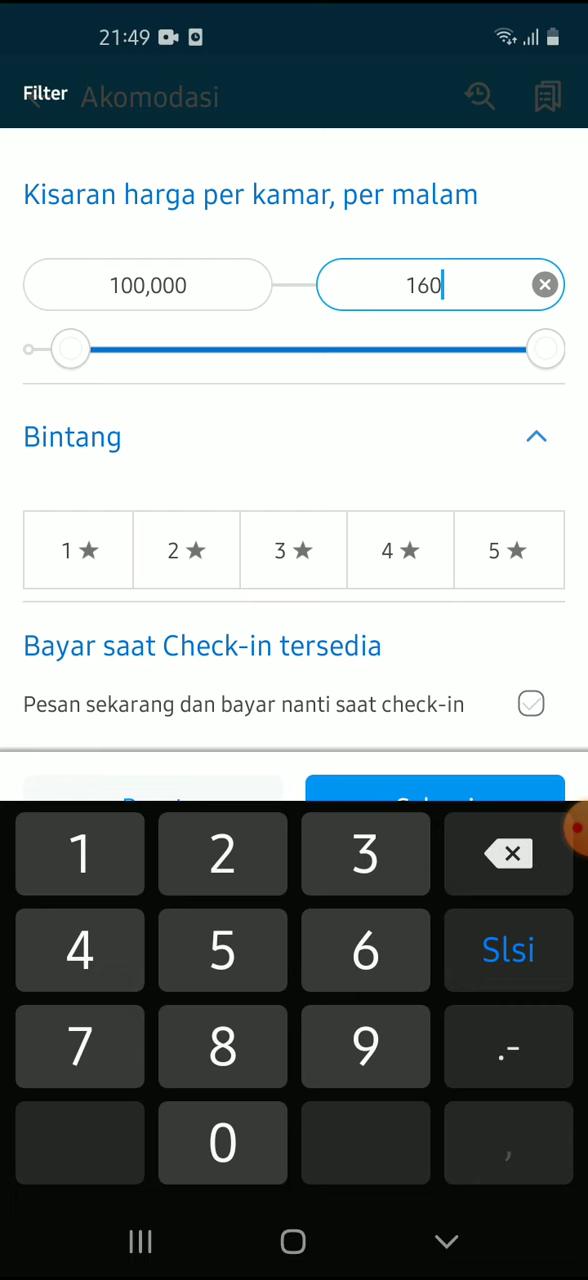 21:49
Filter Akomodasi
Kisaran harga per kamar, per malam
100,000 160
Bintang
1 ★ 2 ★ 3 ★ 4 ★ 5 ★
Bayar saat Check-in tersedia
Pesan sekarang dan bayar nanti saat check-in
1 2 3
4 5 6 Slsi
7 8 9 .-
0 ,